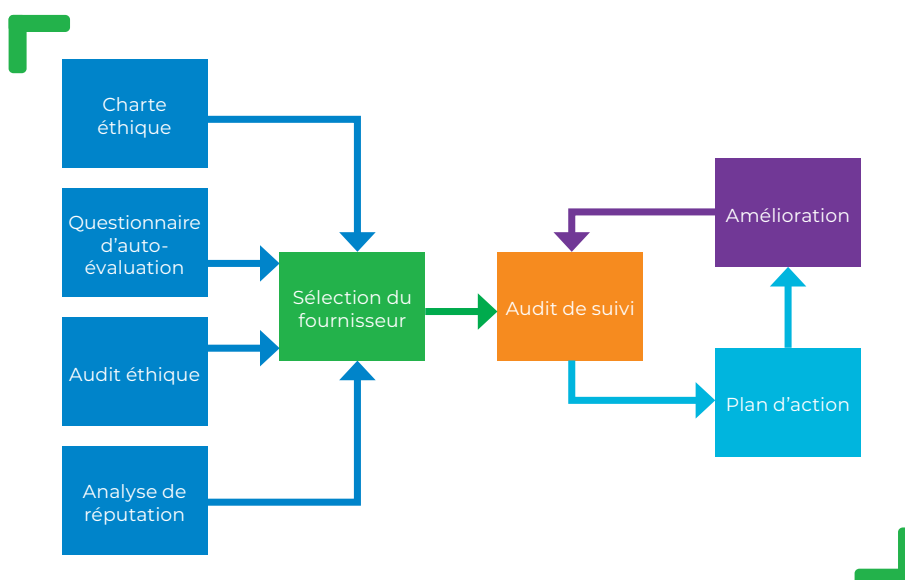 Charte
éthique
Questionnaire
d'auto-
évaluation
Audit éthique
Analyse de
réputation
Sélection du
fournisseur
Audit de suivi
Amélioration
Plan d'action